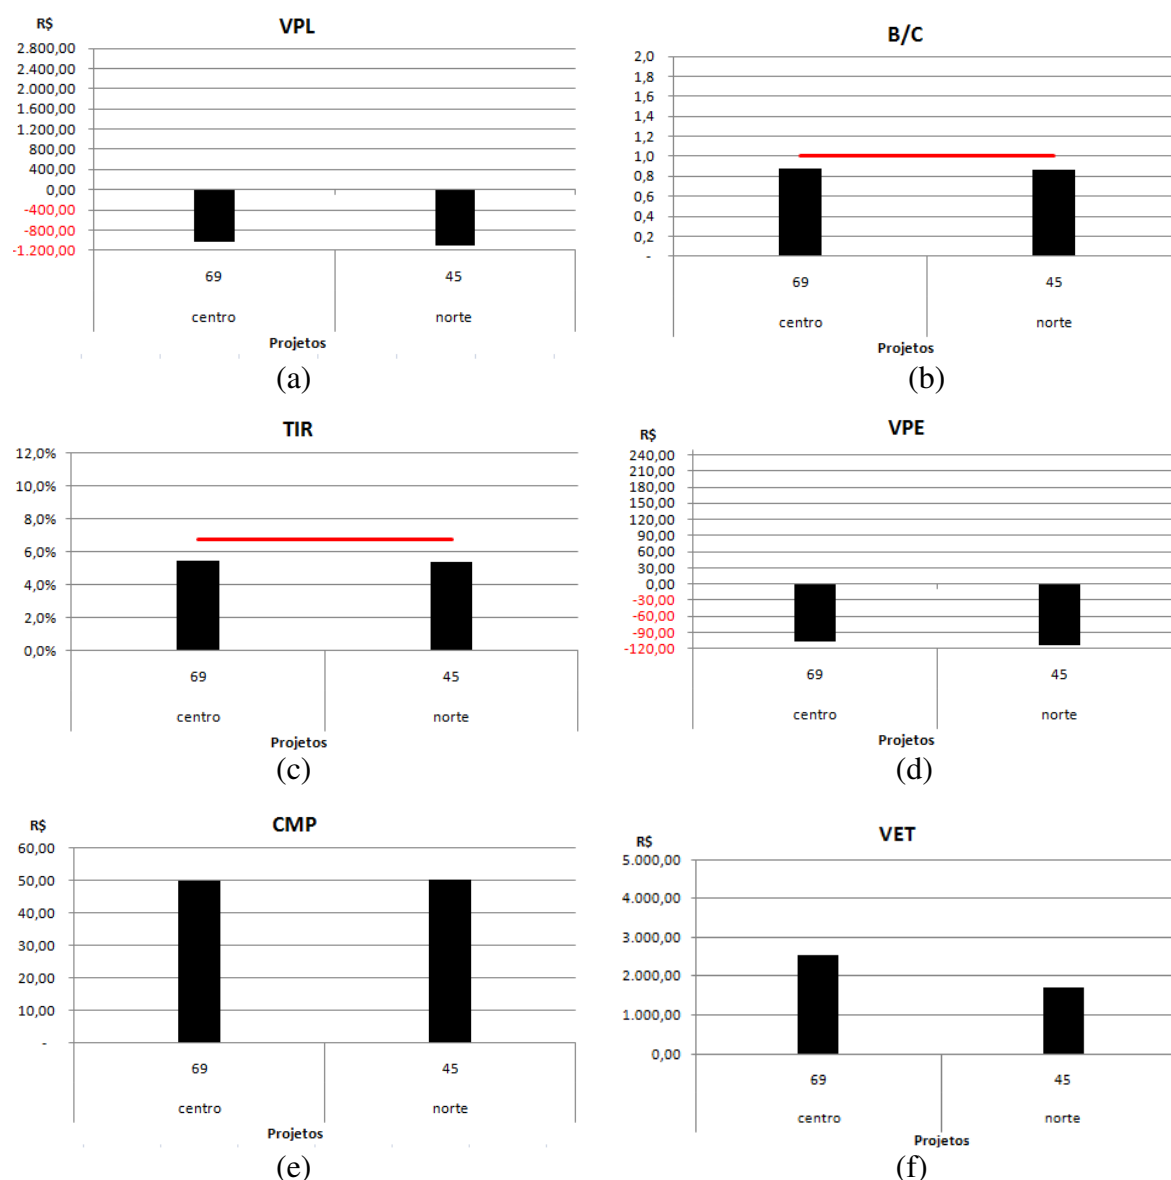 R$
VPL
2.800,00
2.400,00
2.000,00
1.600,00
1.200,00
800,00
400,00
0,00
-400,00
-800,00
-1.200,00
69 45
centro norte
Projetos
(a)
B/C
2,0
1,8
1,6
1,4
1,2
1,0
0,8
0,6
0,4
0,2
-
69 45
centro norte
Projetos
(b)
TIR
12,0%
10,0%
8,0%
6,0%
4,0%
2,0%
0,0%
69 45
centro norte
Projetos
(c)
VPE
R$
240,00
210,00
180,00
150,00
120,00
90,00
60,00
30,00
0,00
-30,00
-60,00
-90,00
-120,00
69 45
centro norte
Projetos
(d)
CMP
R$
60,00
50,00
40,00
30,00
20,00
10,00
-
69 45
centro norte
Projetos
(e)
VET
R$
5.000,00
4.000,00
3.000,00
2.000,00
1.000,00
0,00
69 45
centro norte
Projetos
(f)